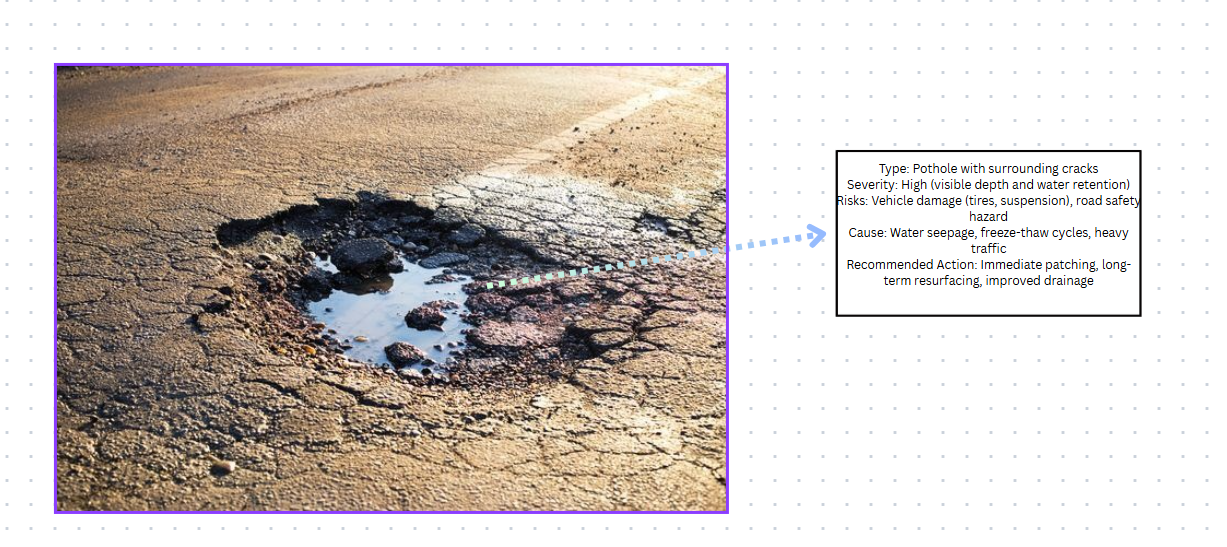 Type: Pothole with surrounding cracks
Severity: High (visible depth and water retention)
Risks: Vehicle damage (tires, suspension), road safety
hazard
Cause: Water seepage, freeze-thaw cycles, heavy
traffic
Recommended Action: Immediate patching, long-
term resurfacing, improved drainage